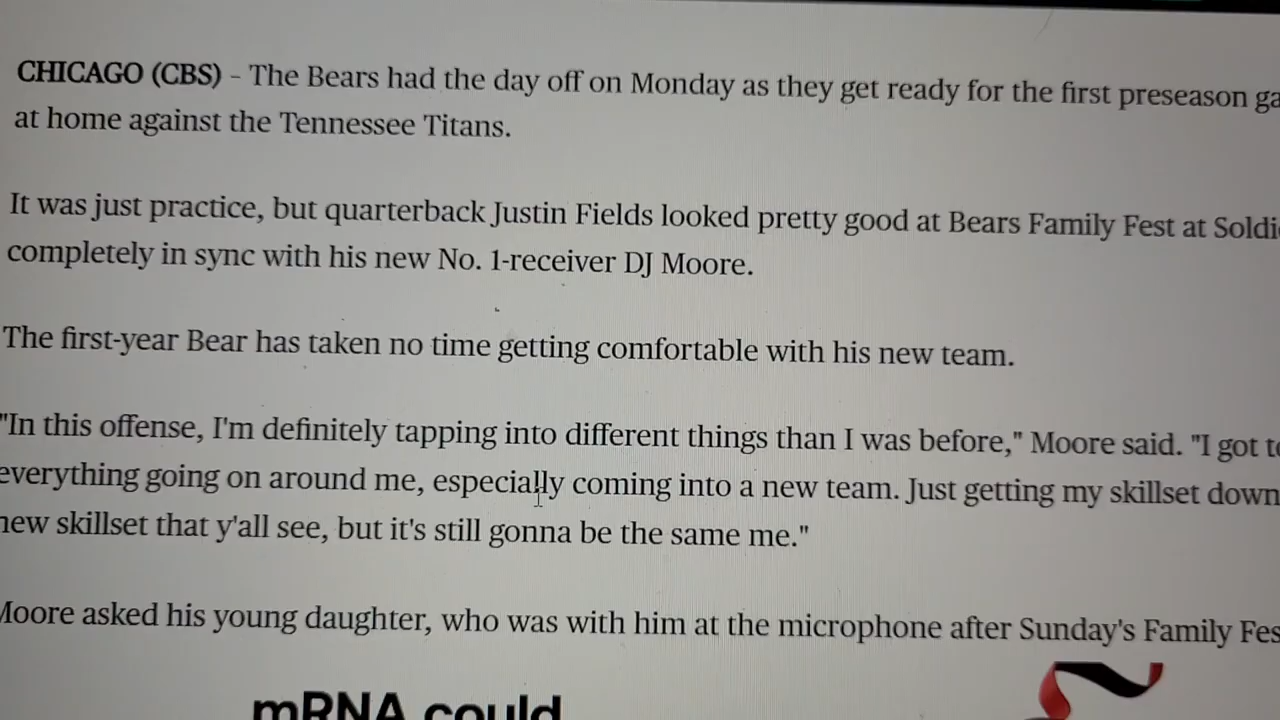 CHICAGO (CBS) - The Bears had the day off on Monday as they get ready for the first preseason
at home against the Tennessee Titans.
It was just practice, but quarterback Justin Fields looked pretty good at Bears Family Fest at
completely in sync with his new No. 1-receiver DJ Moore.
The first-year Bear has taken no time getting comfortable with his new team.
"In this offense, I'm definitely tapping into different things than I was before," Moore said. "I got
everything going on around me, especially coming into a new team. Just getting my skillset down
new skillset that y'all see, but it's still gonna be the same me."
Moore asked his young daughter, who was with him at the microphone after Sunday's Family
mRNA could